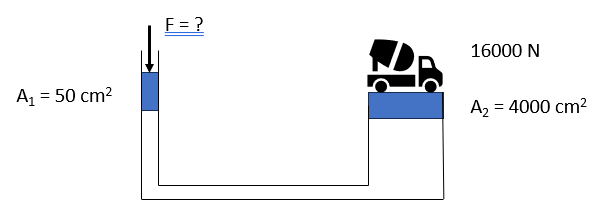 F = ?
16000 N
A₁ = 50 cm²
A₂ = 4000 cm²